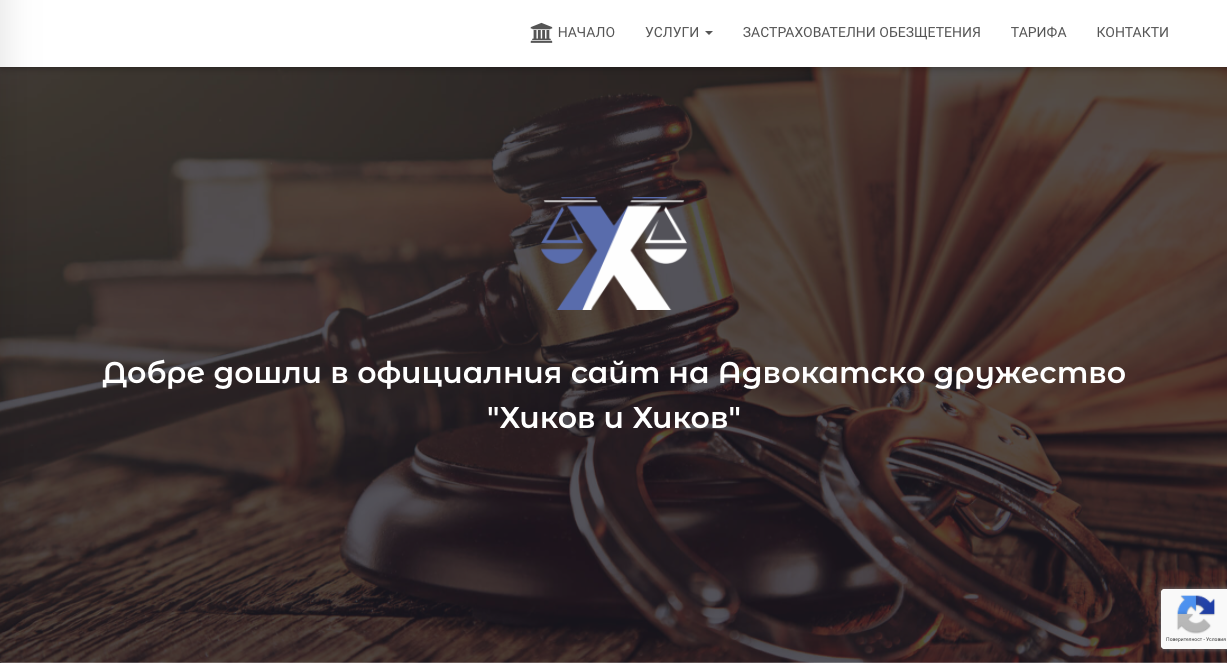 НАЧАЛО УСЛУГИ ЗАСТРАХОВАТЕЛНИ ОБЕЗЩЕТЕНИЯ ТАРИФА КОНТАКТИ
Добре дошли в официалния сайт на Адвокатско дружество
"Хиков и Хиков"
Поверителност - Условия